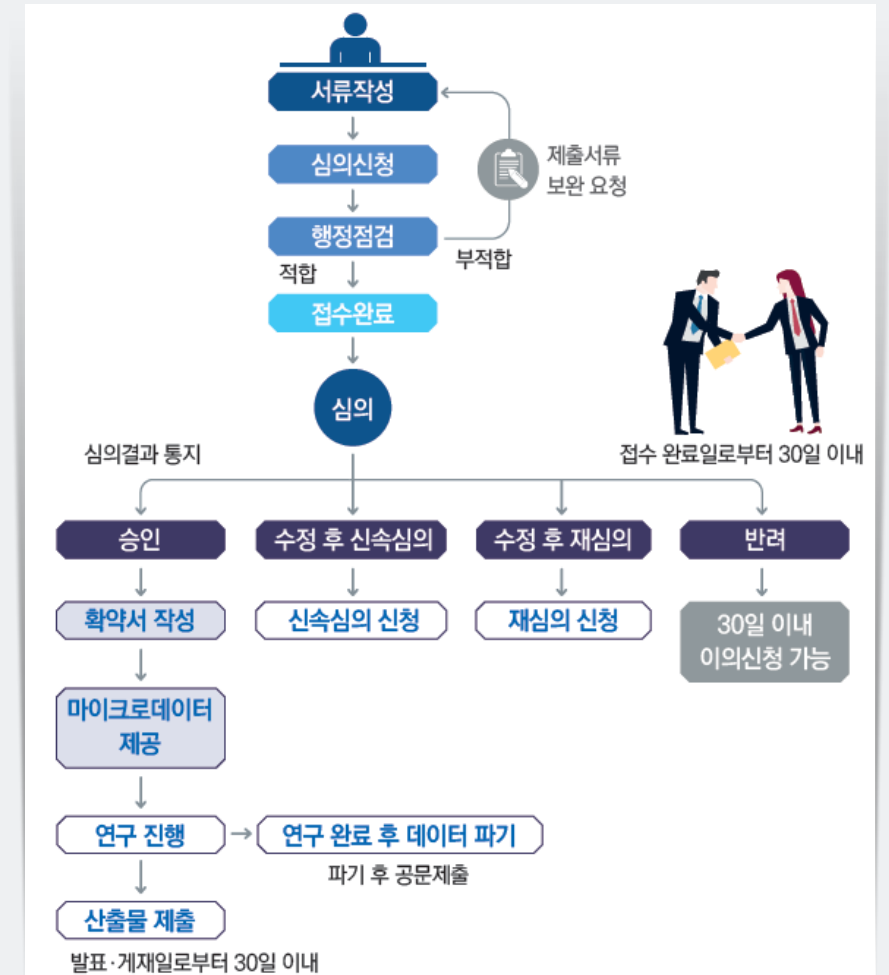 서류작성
제출서류
보완 요청
심의신청
행정점검
부적합
적합
접수완료
심의
심의결과 통지
접수 완료일로부터 30일 이내
승인
수정 후 신속심의
수정 후 재심의
반려
확약서 작성
신속심의 신청
재심의 신청
30일 이내
이의신청 가능
마이크로데이터
제공
연구 진행
연구 완료 후 데이터 파기
파기 후 공문제출
산출물 제출
발표·게재일로부터 30일 이내